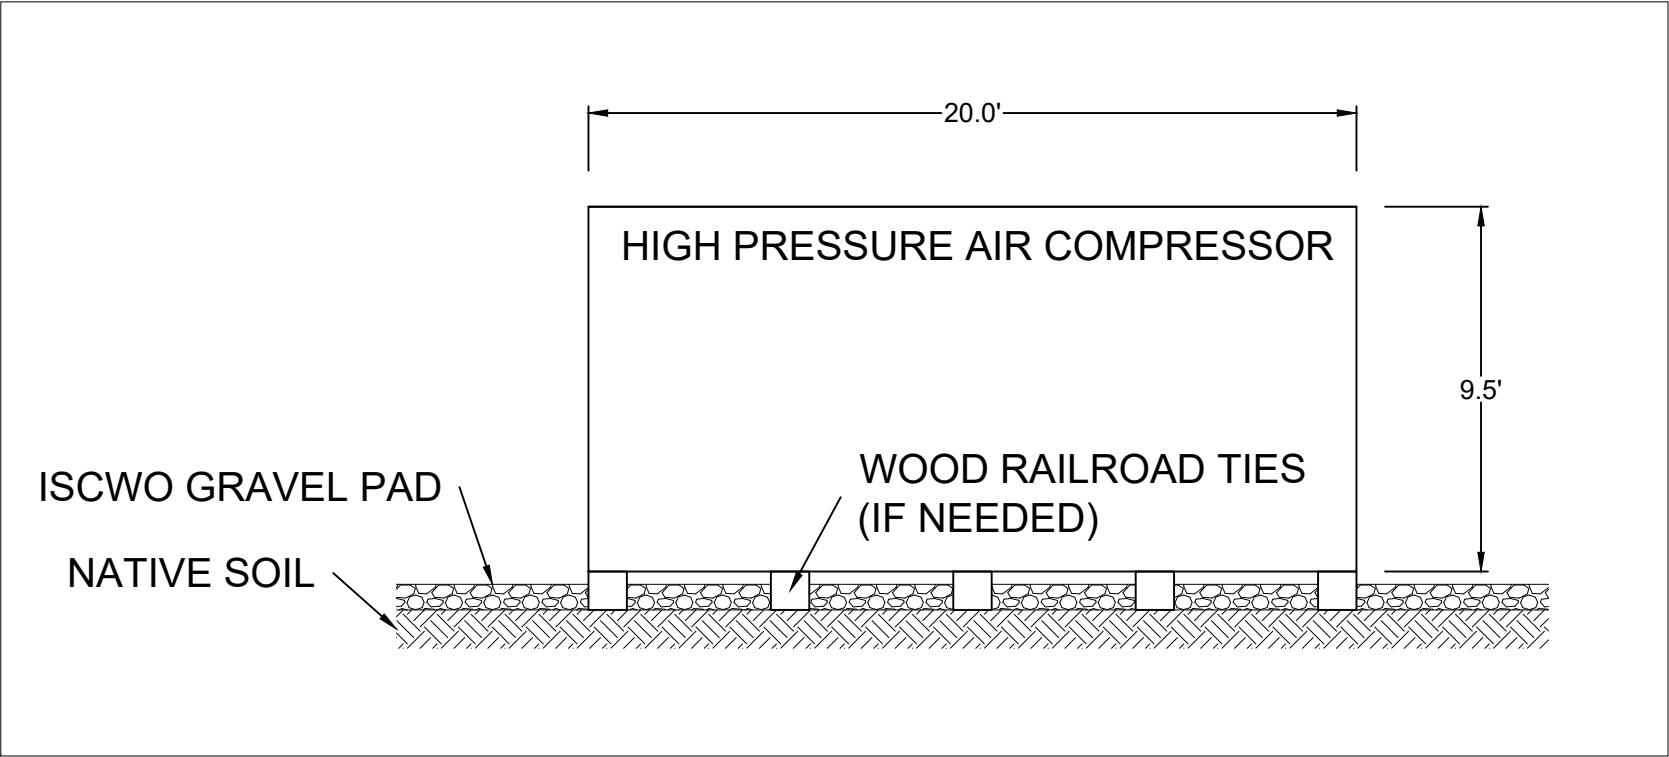 20.0'
HIGH PRESSURE AIR COMPRESSOR
9.5'
WOOD RAILROAD TIES
(IF NEEDED)
ISCWO GRAVEL PAD
NATIVE SOIL